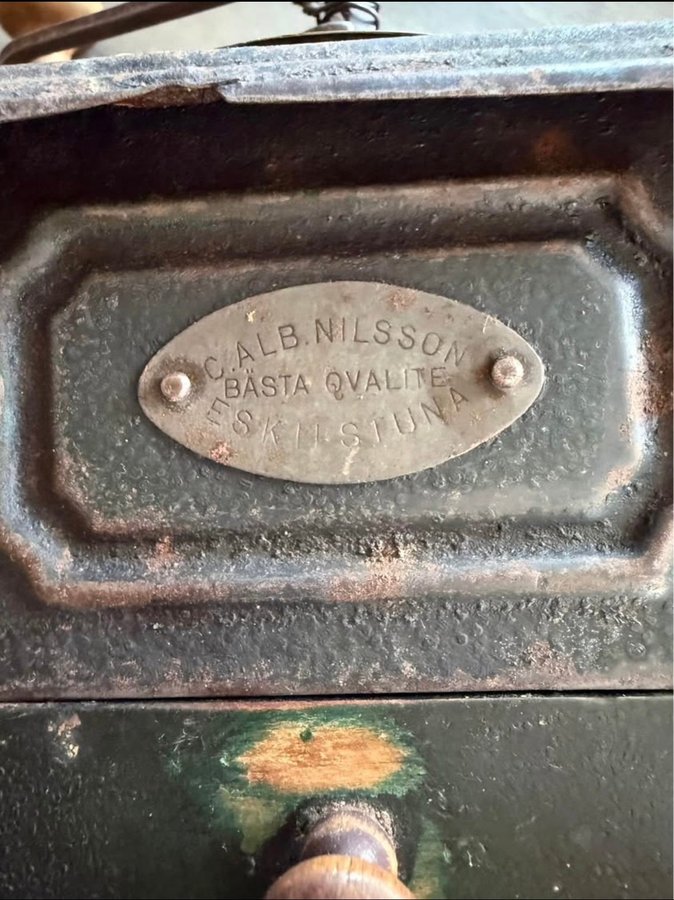 C. ALB. NILSSON
BÄSTA QVALITE
ESKILSTUNA